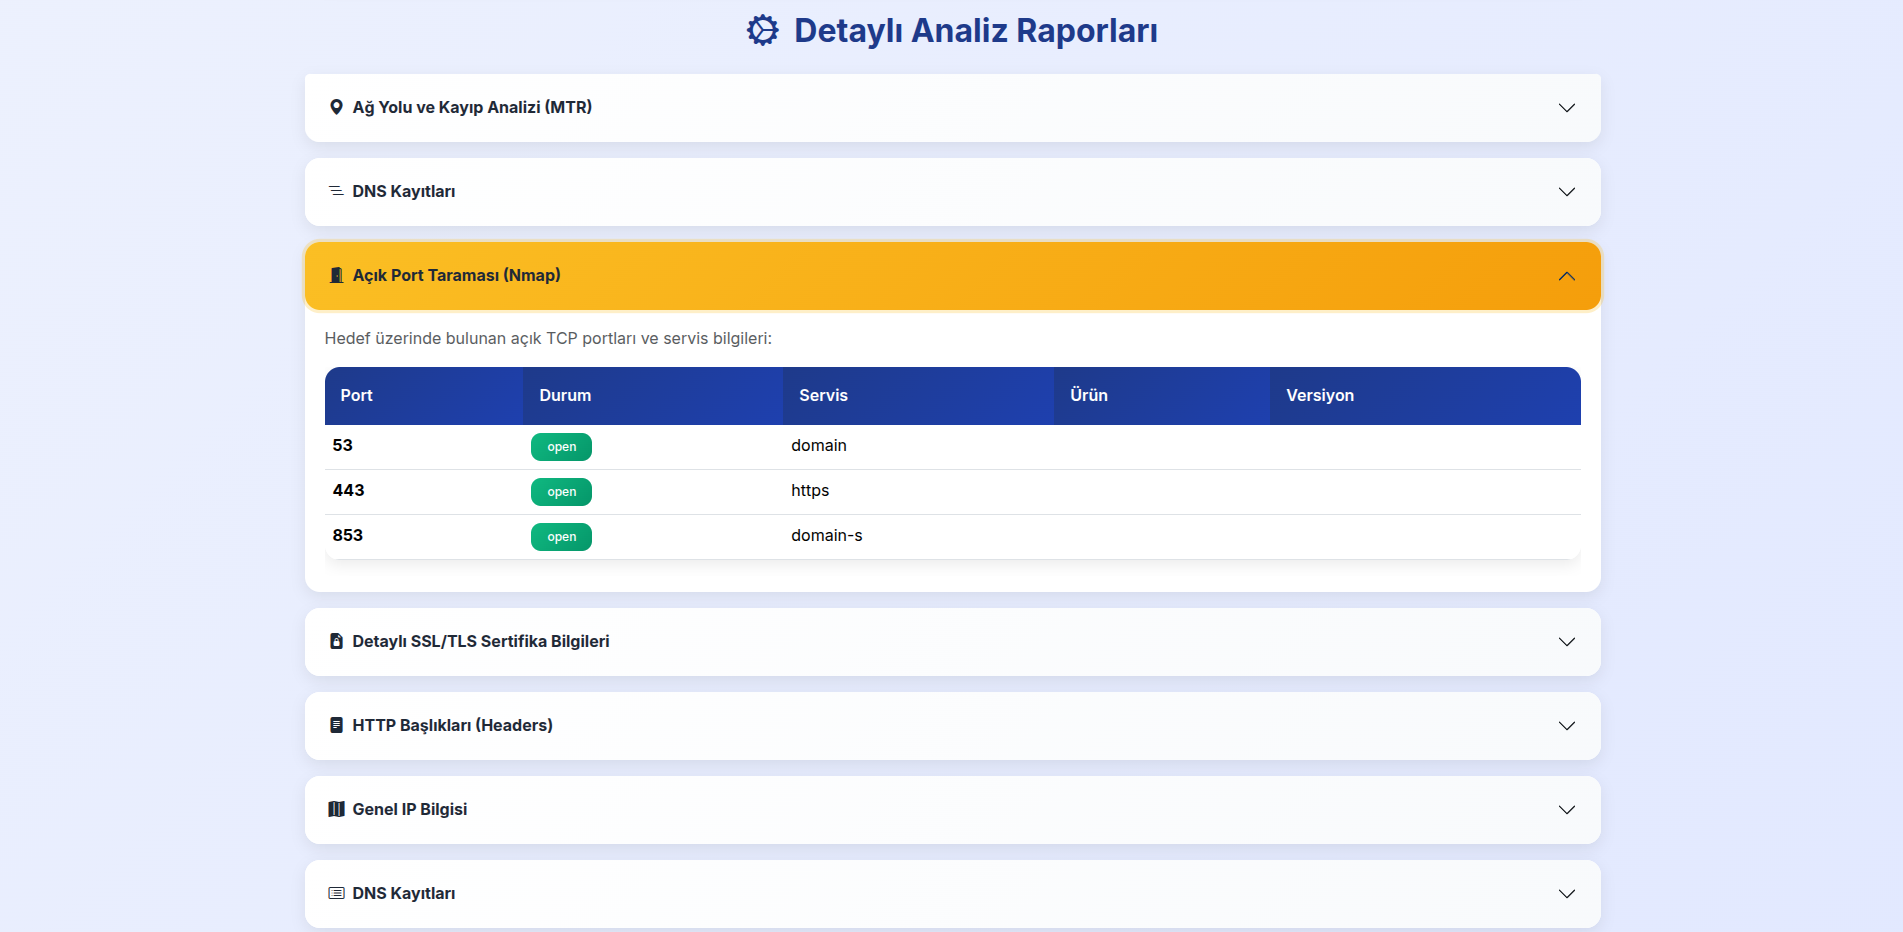 Detaylı Analiz Raporları
Ağ Yolu ve Kayıp Analizi (MTR)
DNS Kayıtları
Açık Port Taraması (Nmap)
Hedef üzerinde bulunan açık TCP portları ve servis bilgileri:
Port Durum Servis Ürün Versiyon
53 open domain
443 open https
853 open domain-s
Detaylı SSL/TLS Sertifika Bilgileri
HTTP Başlıkları (Headers)
Genel IP Bilgisi
DNS Kayıtları